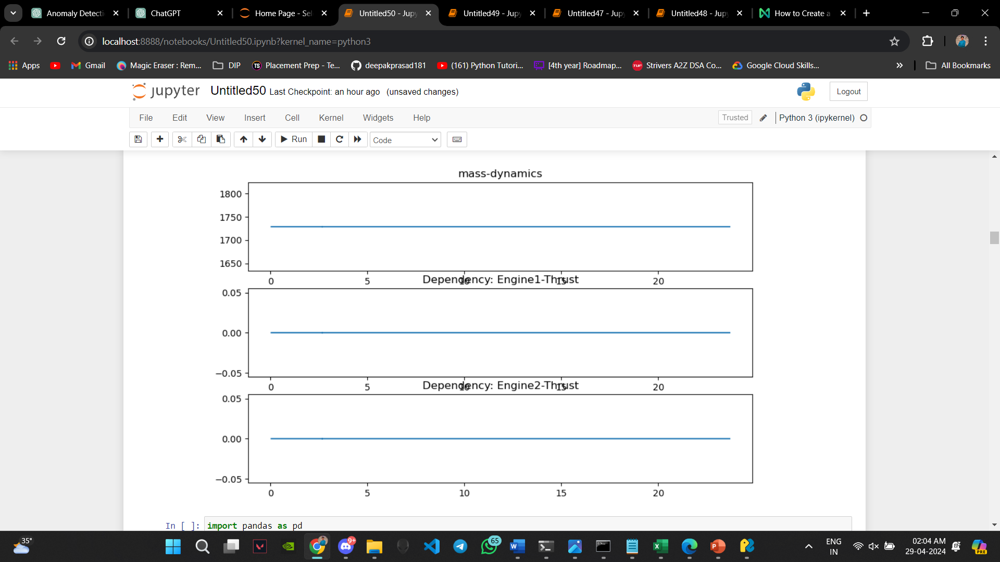 Anomaly Detecti
ChatGPT
Home Page - Sel
Untitled50 - Jupy
Untitled49 - Jupy
Untitled47 - Jupy
Untitled48 - Jupy
How to Create a
localhost:8888/notebooks/Untitled50.ipynb?kernel_name=python3
Apps
Gmail
Magic Eraser : Rem...
DIP
TS
Placement Prep - Te...
deepakprasad181
(161) Python Tutori...
[4th year] Roadmap...
TUF
Strivers A2Z DSA Co...
Google Cloud Skills...
All Bookmarks
jupyter Untitled50 Last Checkpoint: an hour ago (unsaved changes)
Logout
File Edit View Insert Cell Kernel Widgets Help
Trusted
Python 3 (ipykernel)
Run
Code
mass-dynamics
1800
1750
1700
1650
0 5 10 15 20
Dependency: Engine1-Thrust
0.05
0.00
−0.05
0 5 10 15 20
Dependency: Engine2-Thrust
0.05
0.00
−0.05
0 5 10 15 20
In [ ]: import pandas as pd
35°
9+
65
ENG
IN
02:04 AM
29-04-2024
PRE